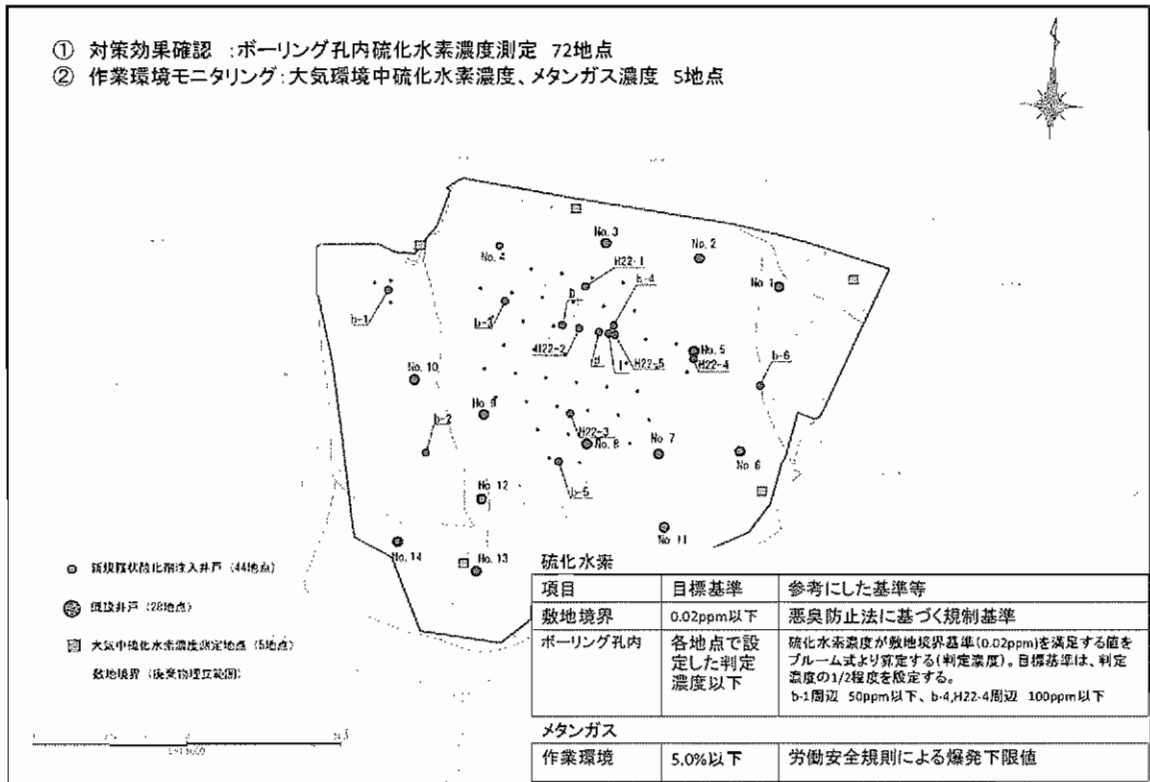 ① 対策効果確認 :ボーリング孔内硫化水素濃度測定 72地点
② 作業環境モニタリング:大気環境中硫化水素濃度、メタンガス濃度 5地点
No. 3
No. 2
No. 4
H22-1
b-4
No. 1
b-1
b-3
H22-2
H22-5
No. 5
H22-4
b-6
No. 10
No. 9
b-2
H22-3
No. 8
No. 7
No. 6
b-5
No. 12
No. 11
No. 14
No. 13
新規粒状酸化剤注入井戸 (44地点)
既設井戸 (28地点)
大気中硫化水素濃度測定地点 (5地点)
敷地境界 (廃棄物埋立範囲)
硫化水素
項目 目標基準 参考にした基準等
敷地境界 0.02ppm以下 悪臭防止法に基づく規制基準
ボーリング孔内 各地点で設定した判定濃度以下 硫化水素濃度が敷地境界基準(0.02ppm)を満足する値を
プルーム式より算定する(判定濃度)。目標基準は、判定
濃度の1/2程度を設定する。
b-1周辺 50ppm以下、b-4,H22-4周辺 100ppm以下
メタンガス
作業環境 5.0%以下 労働安全規則による爆発下限値